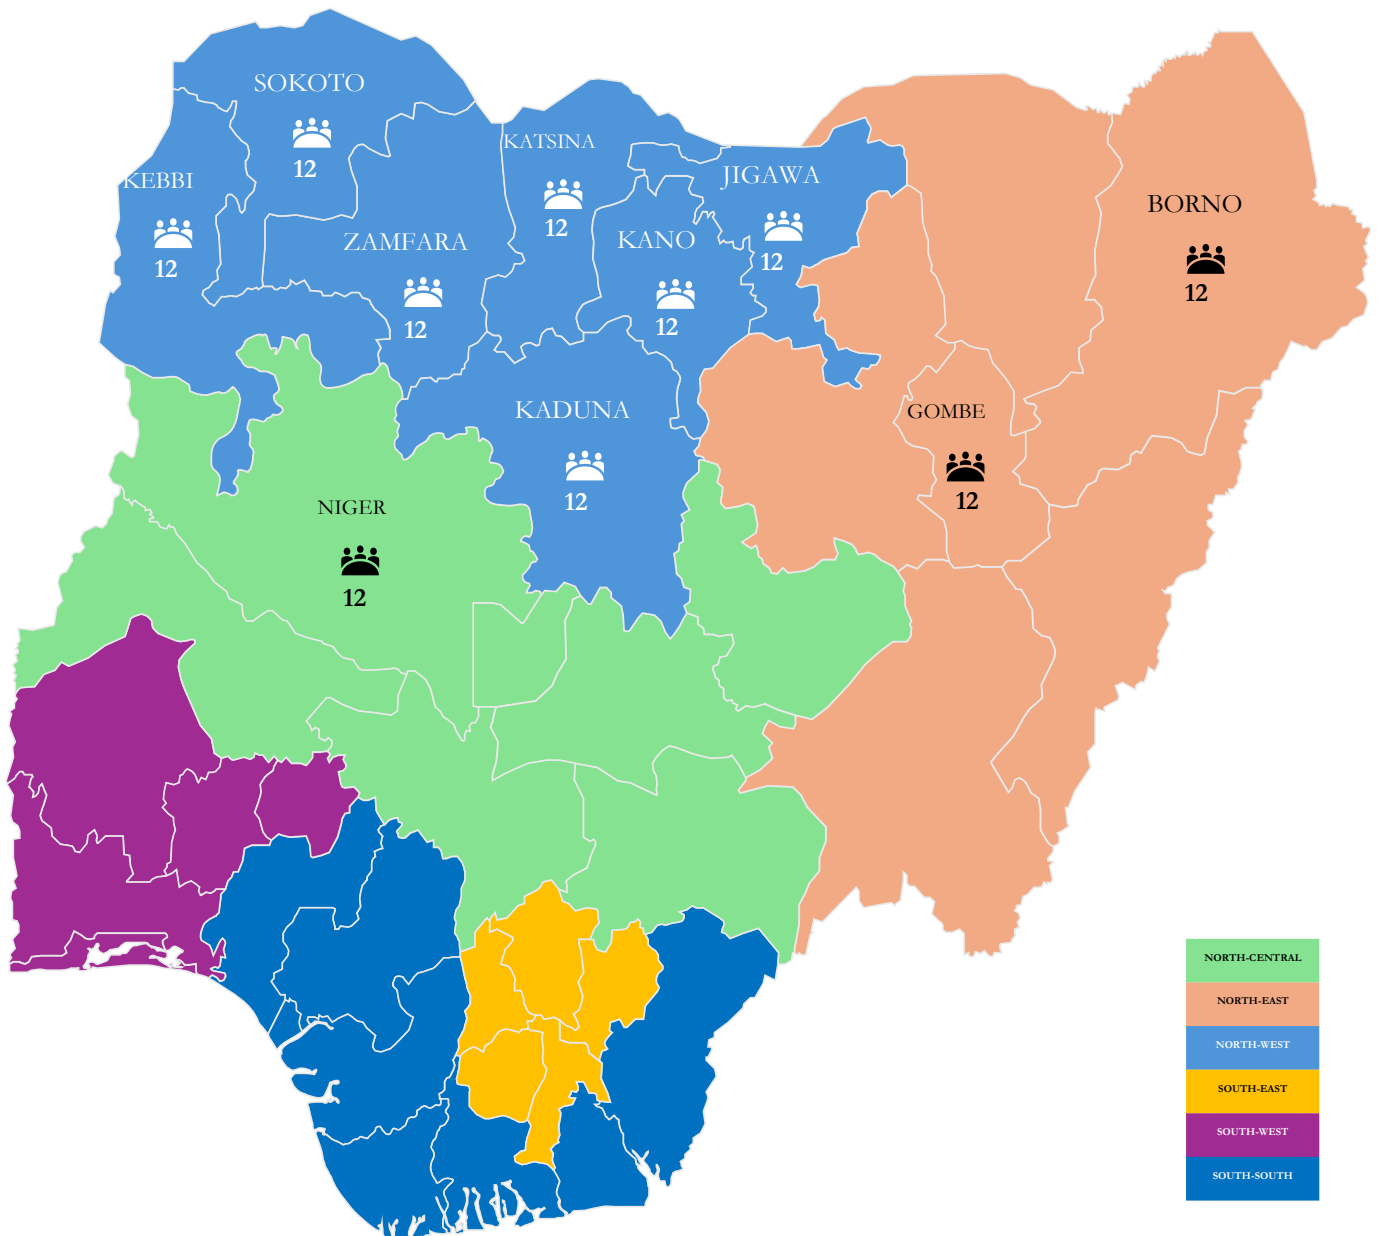 SOKOTO
12
KATSINA
12
KEBBI
12
JIGAWA
12
ZAMFARA
12
KANO
12
BORNO
12
KADUNA
12
GOMBE
12
NIGER
12
NORTH-CENTRAL
NORTH-EAST
NORTH-WEST
SOUTH-EAST
SOUTH-WEST
SOUTH-SOUTH